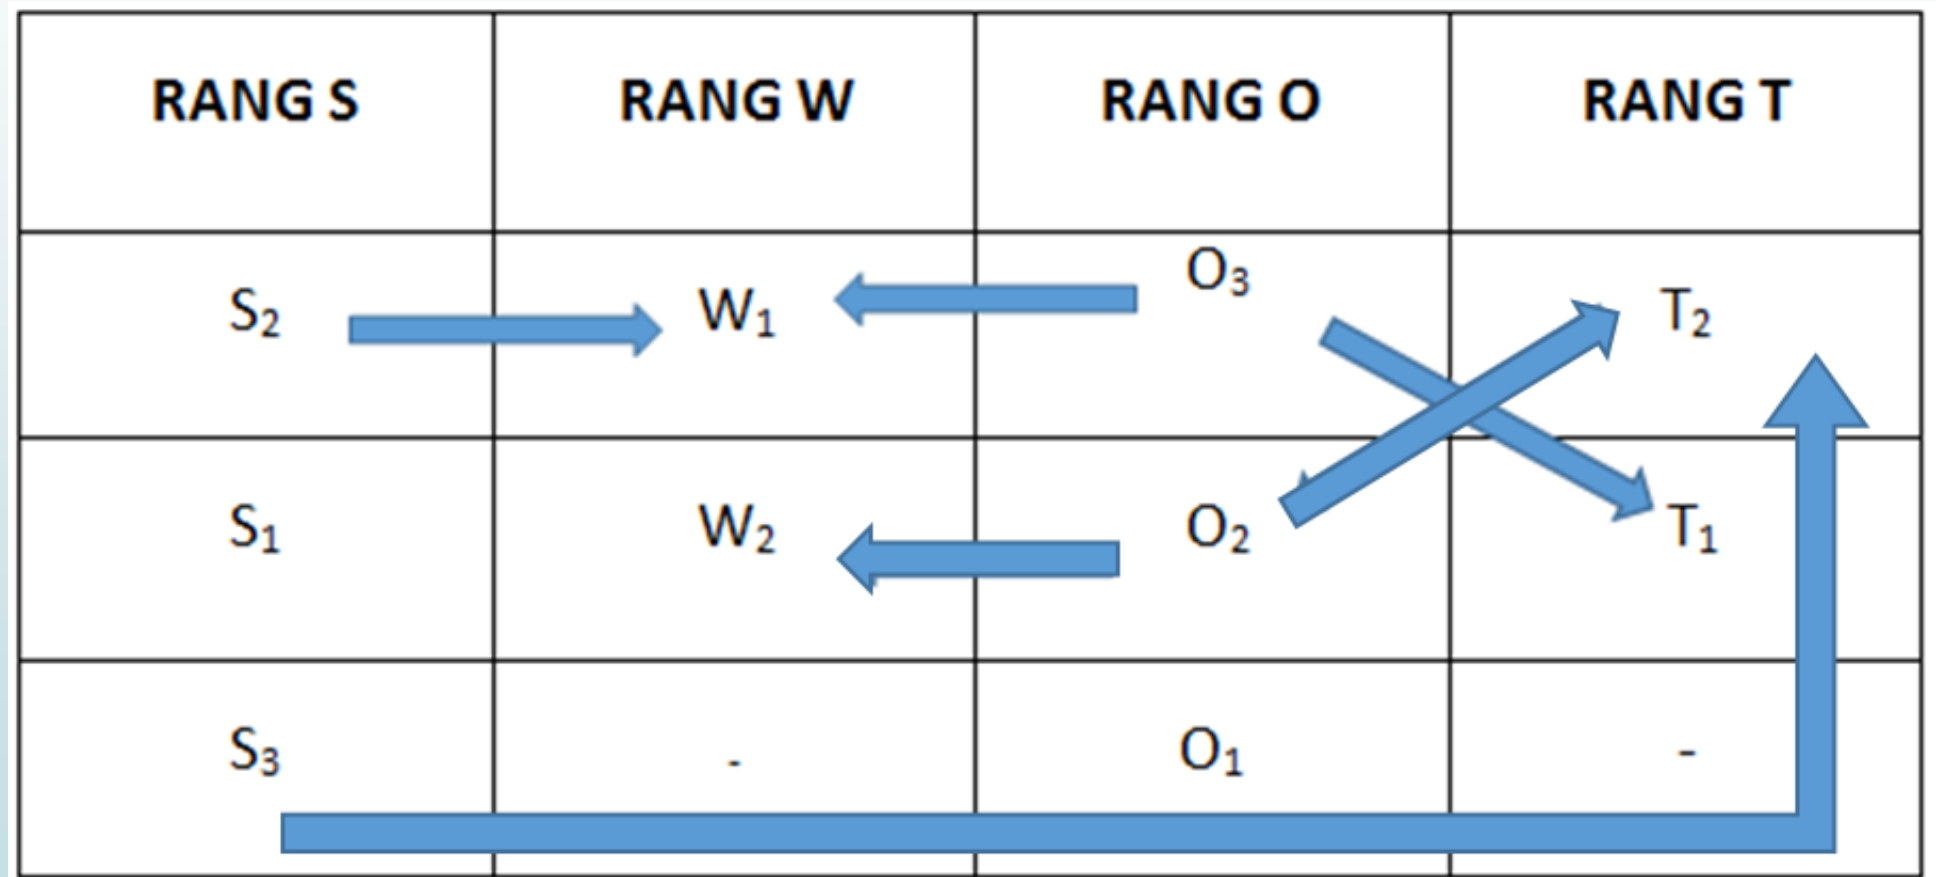 RANG S RANG W RANG O RANG T
S₂ W₁ O₃ T₂
S₁ W₂ O₂ T₁
S₃ - O₁ -